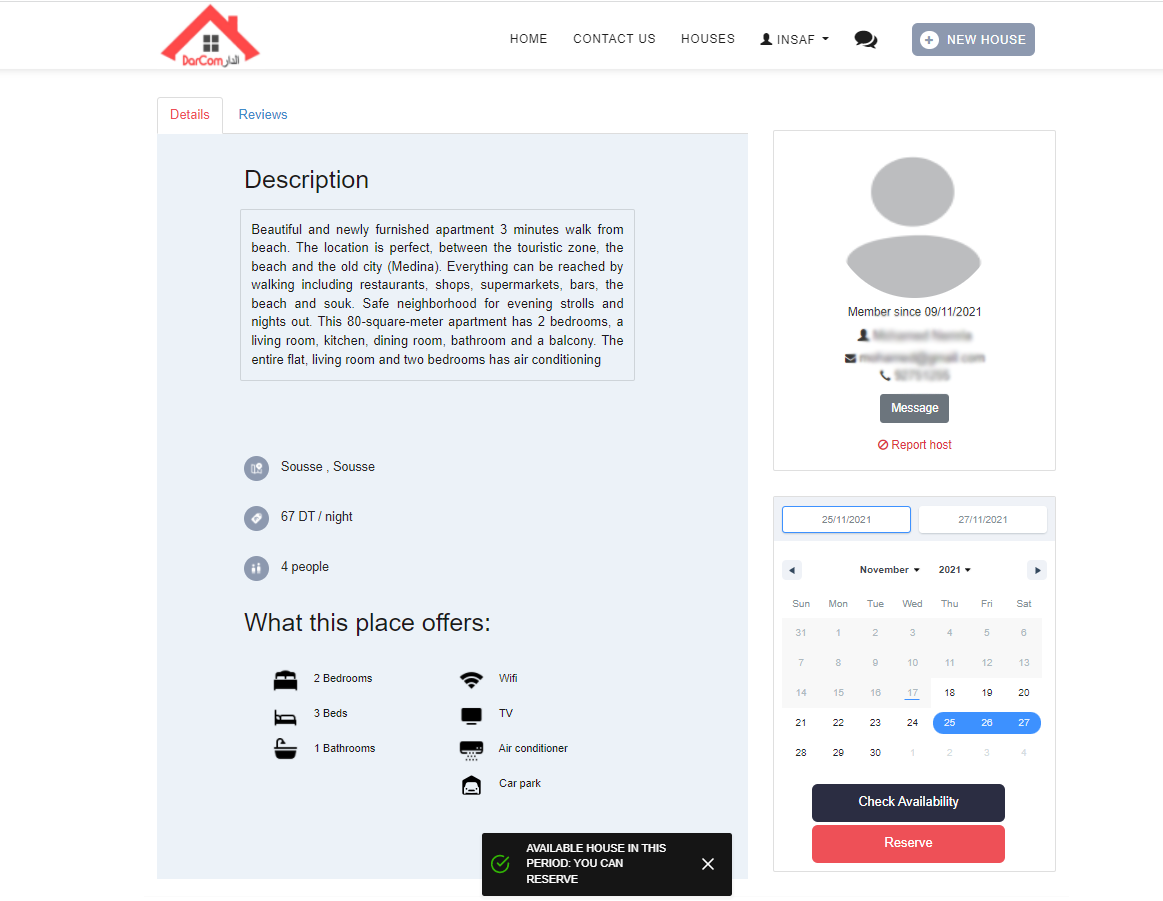 DarCom الدار
HOME CONTACT US HOUSES INSAF NEW HOUSE
Details Reviews
Description
Beautiful and newly furnished apartment 3 minutes walk from
beach. The location is perfect, between the touristic zone, the
beach and the old city (Medina). Everything can be reached by
walking including restaurants, shops, supermarkets, bars, the
beach and souk. Safe neighborhood for evening strolls and
nights out. This 80-square-meter apartment has 2 bedrooms, a
living room, kitchen, dining room, bathroom and a balcony. The
entire flat, living room and two bedrooms has air conditioning
Sousse , Sousse
67 DT / night
4 people
What this place offers:
2 Bedrooms
3 Beds
1 Bathrooms
Wifi
TV
Air conditioner
Car park
Member since 09/11/2021
Message
Report host
25/11/2021 27/11/2021
November 2021
Sun Mon Tue Wed Thu Fri Sat
31 1 2 3 4 5 6
7 8 9 10 11 12 13
14 15 16 17 18 19 20
21 22 23 24 25 26 27
28 29 30 1 2 3 4
Check Availability
Reserve
AVAILABLE HOUSE IN THIS
PERIOD: YOU CAN
RESERVE